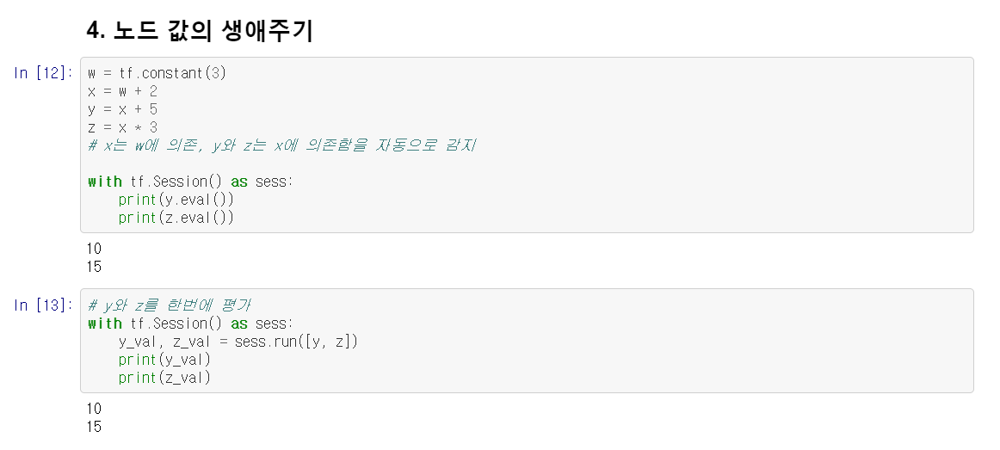 4. 노드 값의 생애주기
In [12]:
w = tf.constant(3)
x = w + 2
y = x + 5
z = x * 3
# x는 w에 의존, y와 z는 x에 의존함을 자동으로 감지
with tf.Session() as sess:
    print(y.eval())
    print(z.eval())
10
15
In [13]:
# y와 z를 한번에 평가
with tf.Session() as sess:
    y_val, z_val = sess.run([y, z])
    print(y_val)
    print(z_val)
10
15